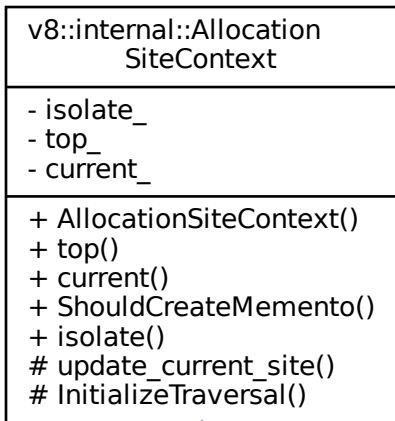 v8::internal::Allocation
SiteContext
- isolate_
- top_
- current_
+ AllocationSiteContext()
+ top()
+ current()
+ ShouldCreateMemento()
+ isolate()
# update_current_site()
# InitializeTraversal()